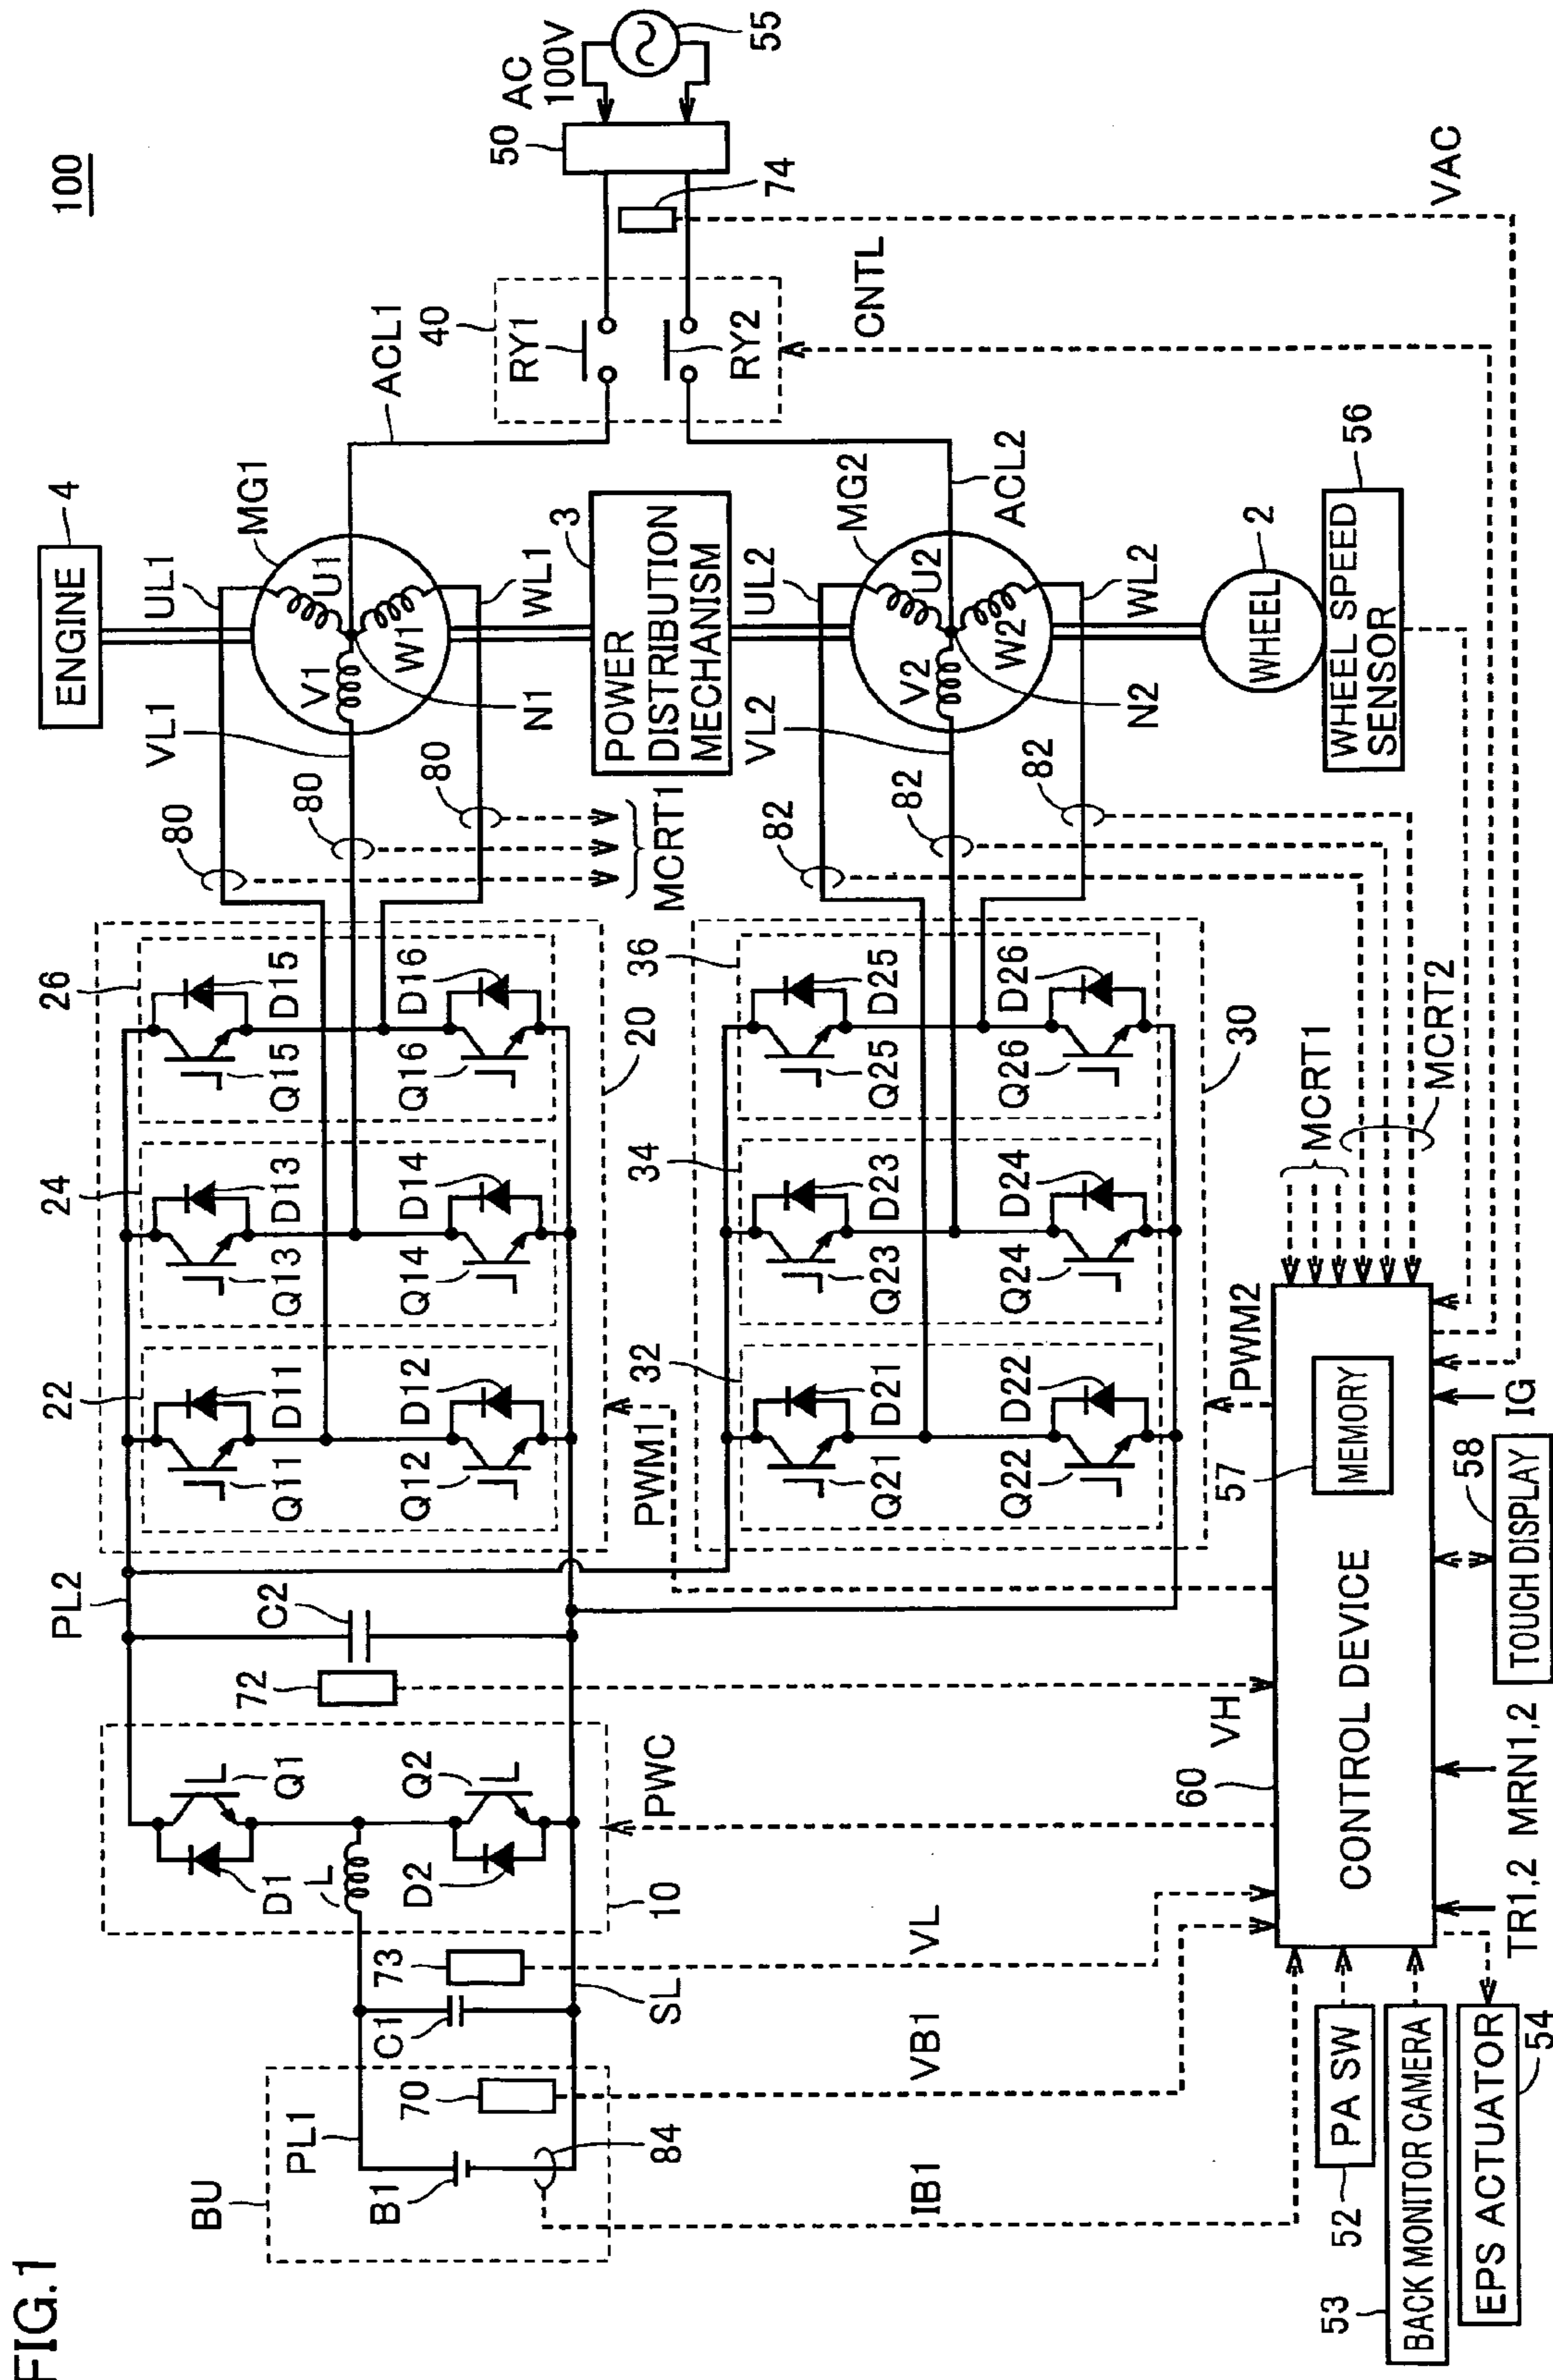 FIG.1
100
ENGINE
4
UL1
MG1
ACL1
VL1
V1
U1
W1
N1
WL1
80
80
80
MCRT1
3
POWER
DISTRIBUTION
MECHANISM
40
RY1
RY2
CNTL
50
AC
100V
55
74
VAC
UL2
MG2
ACL2
VL2
V2
U2
W2
N2
WL2
82
82
82
WHEEL
2
WHEEL SPEED
SENSOR
56
BU
PL1
B1
70
84
IB1
VB1
C1
73
SL
VL
10
D1
L
Q1
D2
Q2
PWC
72
VH
C2
PL2
22
Q11
D11
Q12
D12
24
Q13
D13
Q14
D14
26
Q15
D15
Q16
D16
20
PWM1
32
Q21
D21
Q22
D22
34
Q23
D23
Q24
D24
36
Q25
D25
Q26
D26
30
PWM2
MCRT1
MCRT2
60
CONTROL DEVICE
57
MEMORY
52
PA SW
53
BACK MONITOR CAMERA
EPS ACTUATOR
54
TR1,2
MRN1,2
TOUCH DISPLAY
58
IG